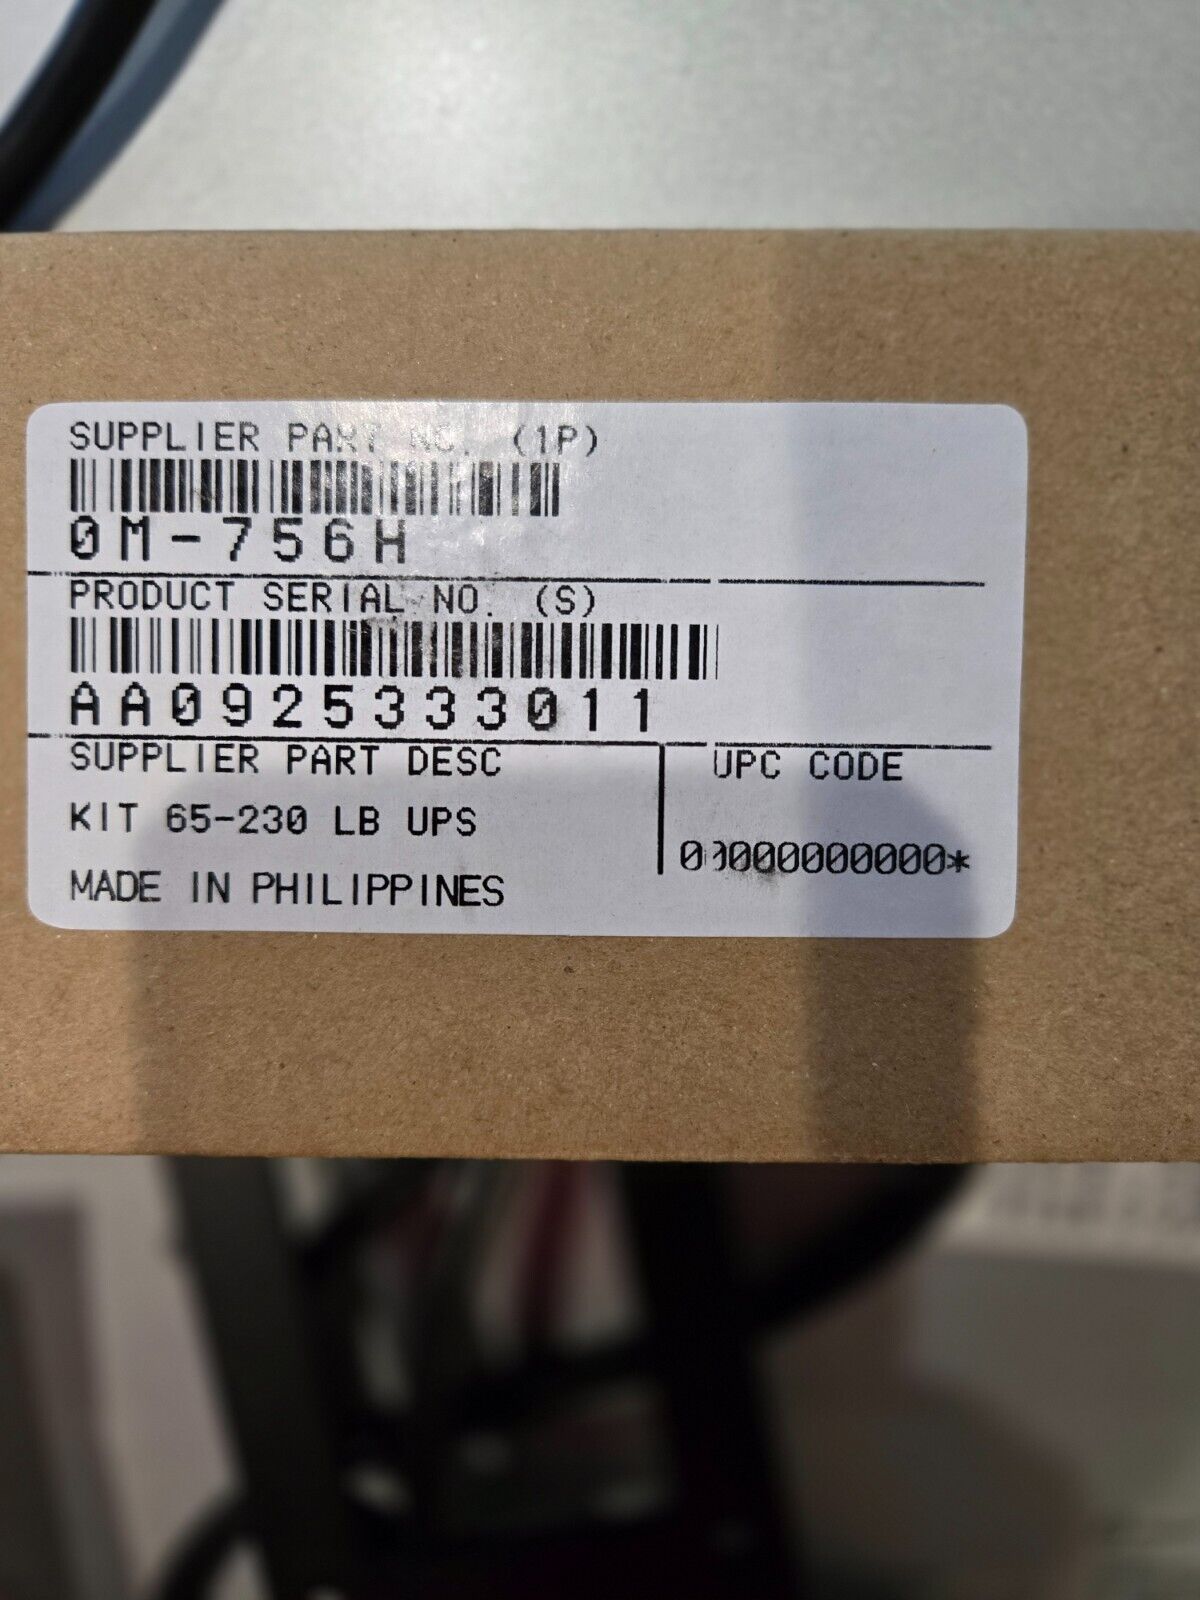 SUPPLIER PART NO. (1P)
0M-756H
PRODUCT SERIAL NO. (S)
AA0925333011
SUPPLIER PART DESC
UPC CODE
KIT 65-230 LB UPS
000000000000*
MADE IN PHILIPPINES